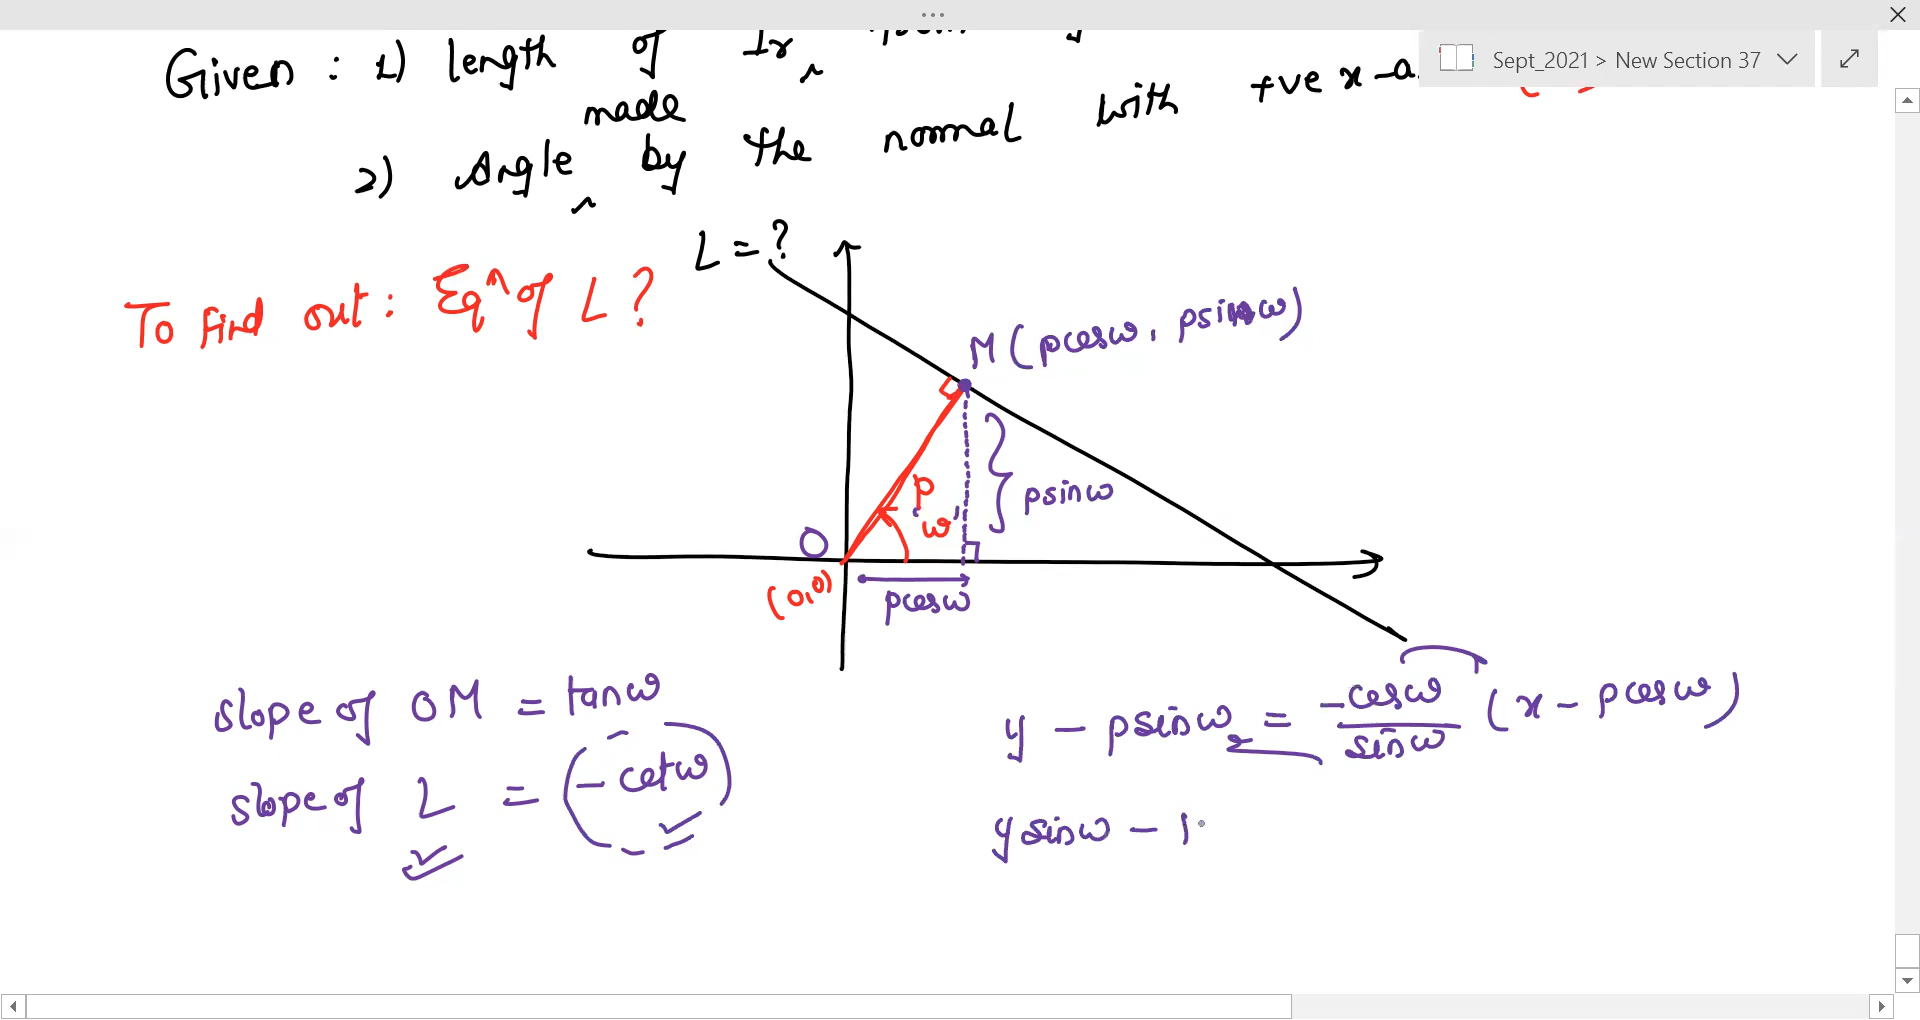 Given : 1) length of Ir
Sept_2021 > New Section 37
made
2) Angle by the normal with +ve x-a
L = ?
To find out : Eqn of L ?
M (pcosω, psinω)
p
ω
psinω
O
(0,0)
pcosω
slope of OM = tanω
slope of L = (-cotω)
y - psinω = -cosω/sinω (x - pcosω)
ysinω -